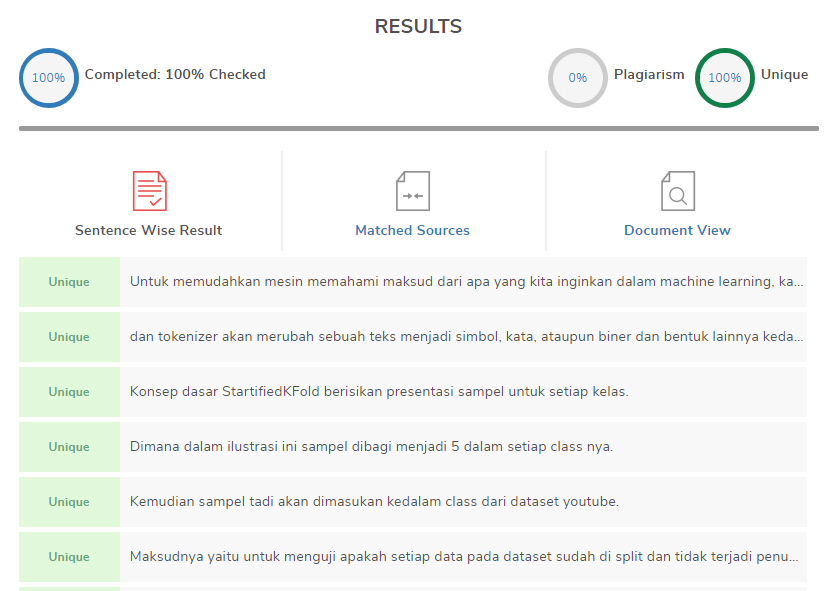 RESULTS
100% Completed: 100% Checked 0% Plagiarism 100% Unique
Sentence Wise Result Matched Sources Document View
Unique Untuk memudahkan mesin memahami maksud dari apa yang kita inginkan dalam machine learning, ka...
Unique dan tokenizer akan merubah sebuah teks menjadi simbol, kata, ataupun biner dan bentuk lainnya keda...
Unique Konsep dasar StartifiedKFold berisikan presentasi sampel untuk setiap kelas.
Unique Dimana dalam ilustrasi ini sampel dibagi menjadi 5 dalam setiap class nya.
Unique Kemudian sampel tadi akan dimasukan kedalam class dari dataset youtube.
Unique Maksudnya yaitu untuk menguji apakah setiap data pada dataset sudah di split dan tidak terjadi penu...